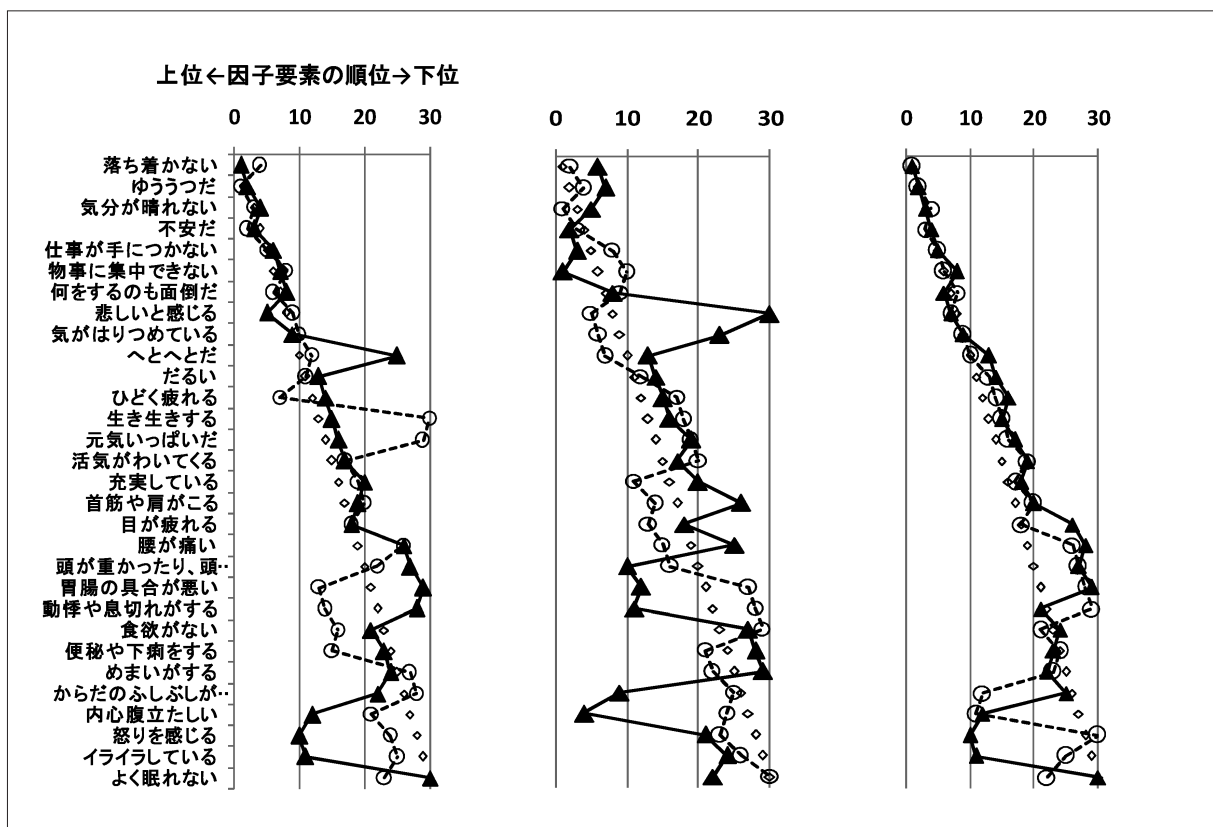 上位←因子要素の順位→下位
0 10 20 30
0 10 20 30
0 10 20 30
落ち着かない
ゆううつだ
気分が晴れない
不安だ
仕事が手につかない
物事に集中できない
何をするのも面倒だ
悲しいと感じる
気がはりつめている
へとへとだ
だるい
ひどく疲れる
生き生きする
元気いっぱいだ
活気がわいてくる
充実している
首筋や肩がこる
目が疲れる
腰が痛い
頭が重かったり、頭…
胃腸の具合が悪い
動悸や息切れがする
食欲がない
便秘や下痢をする
めまいがする
からだのふしぶしが…
内心腹立たしい
怒りを感じる
イライラしている
よく眠れない